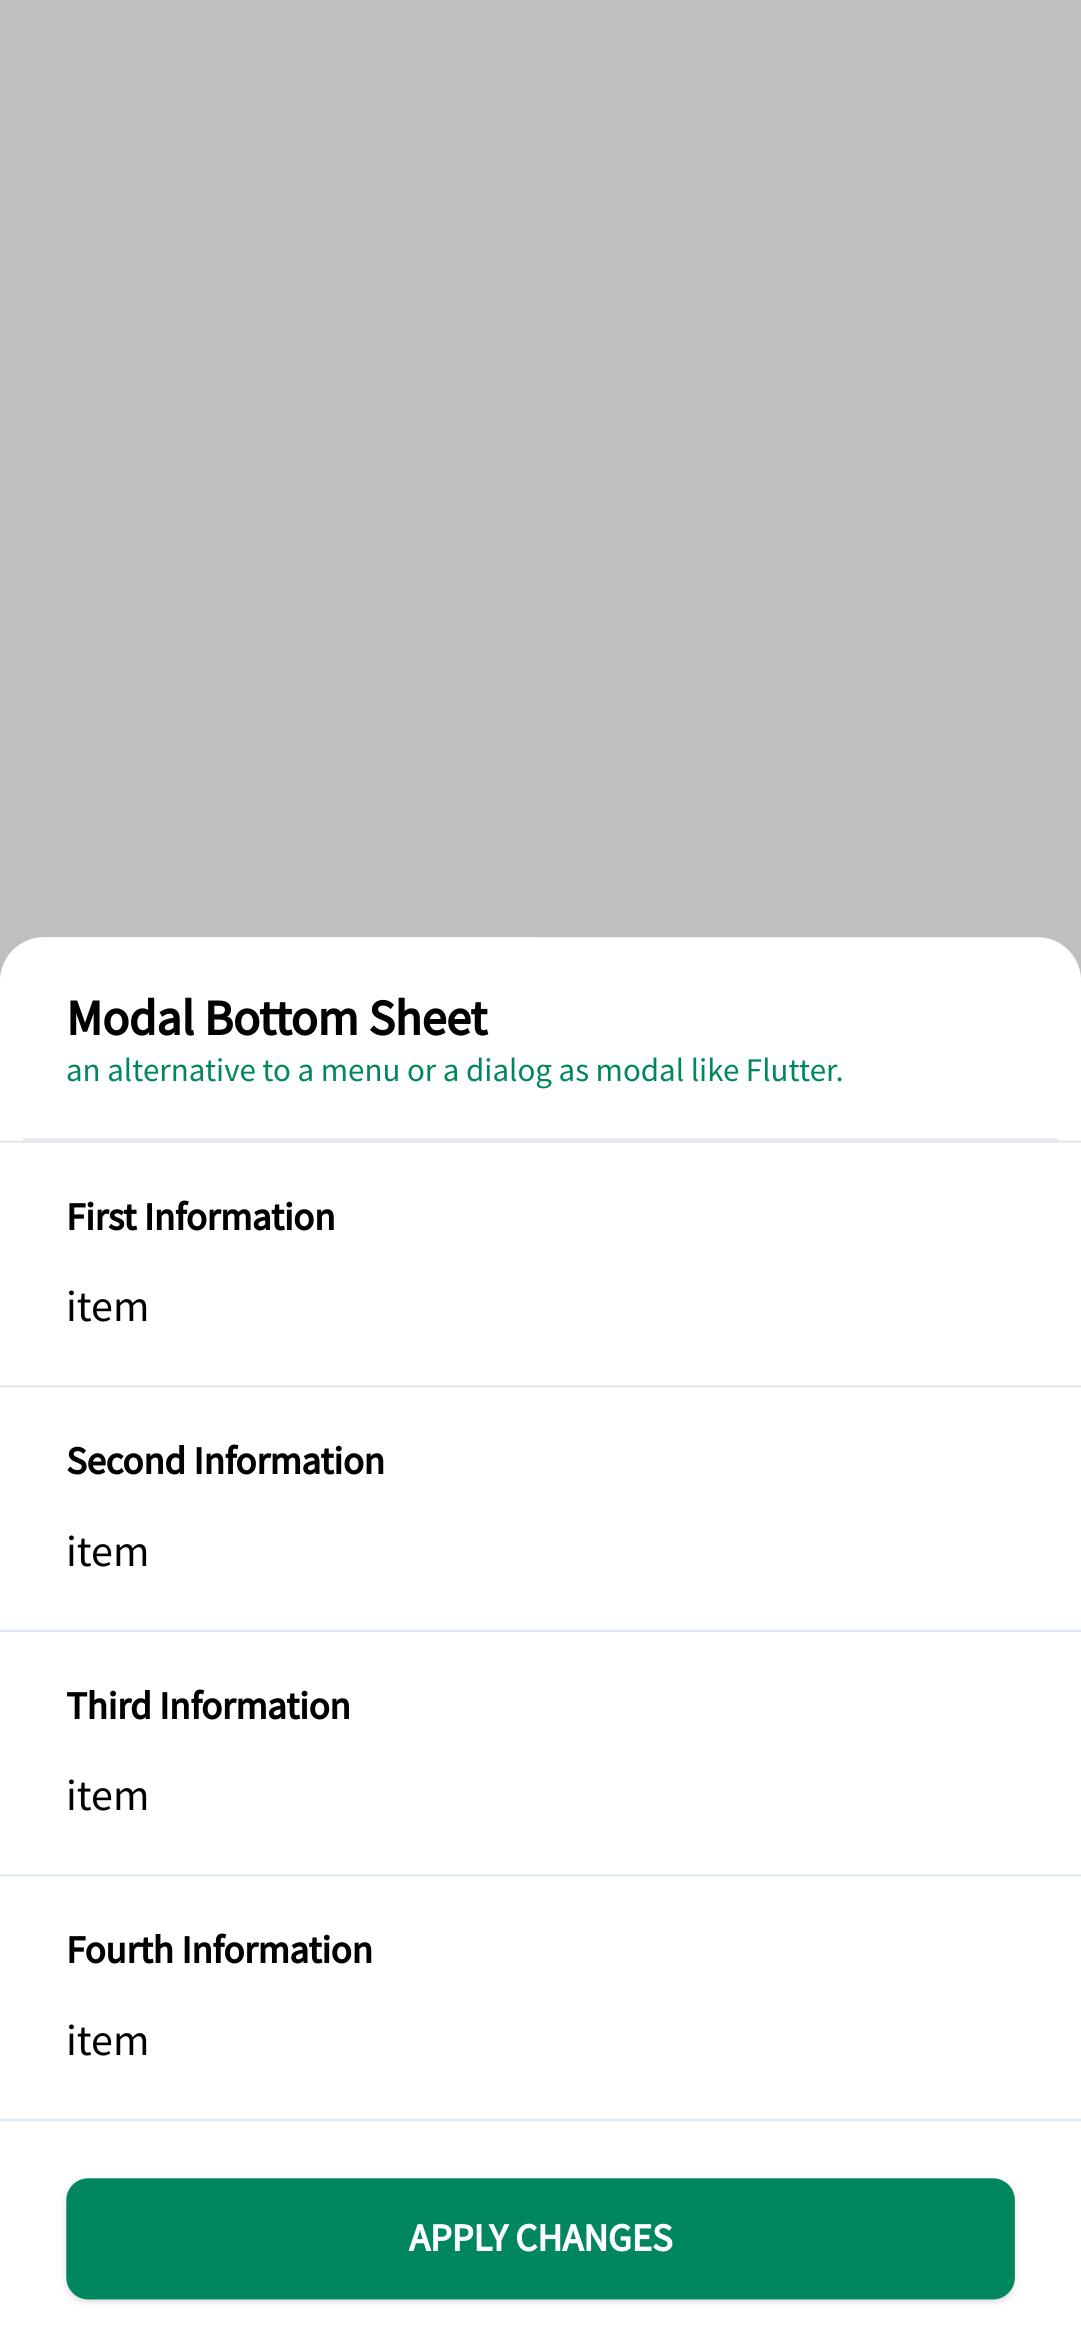 Modal Bottom Sheet
an alternative to a menu or a dialog as modal like Flutter.
First Information
item
Second Information
item
Third Information
item
Fourth Information
item
APPLY CHANGES